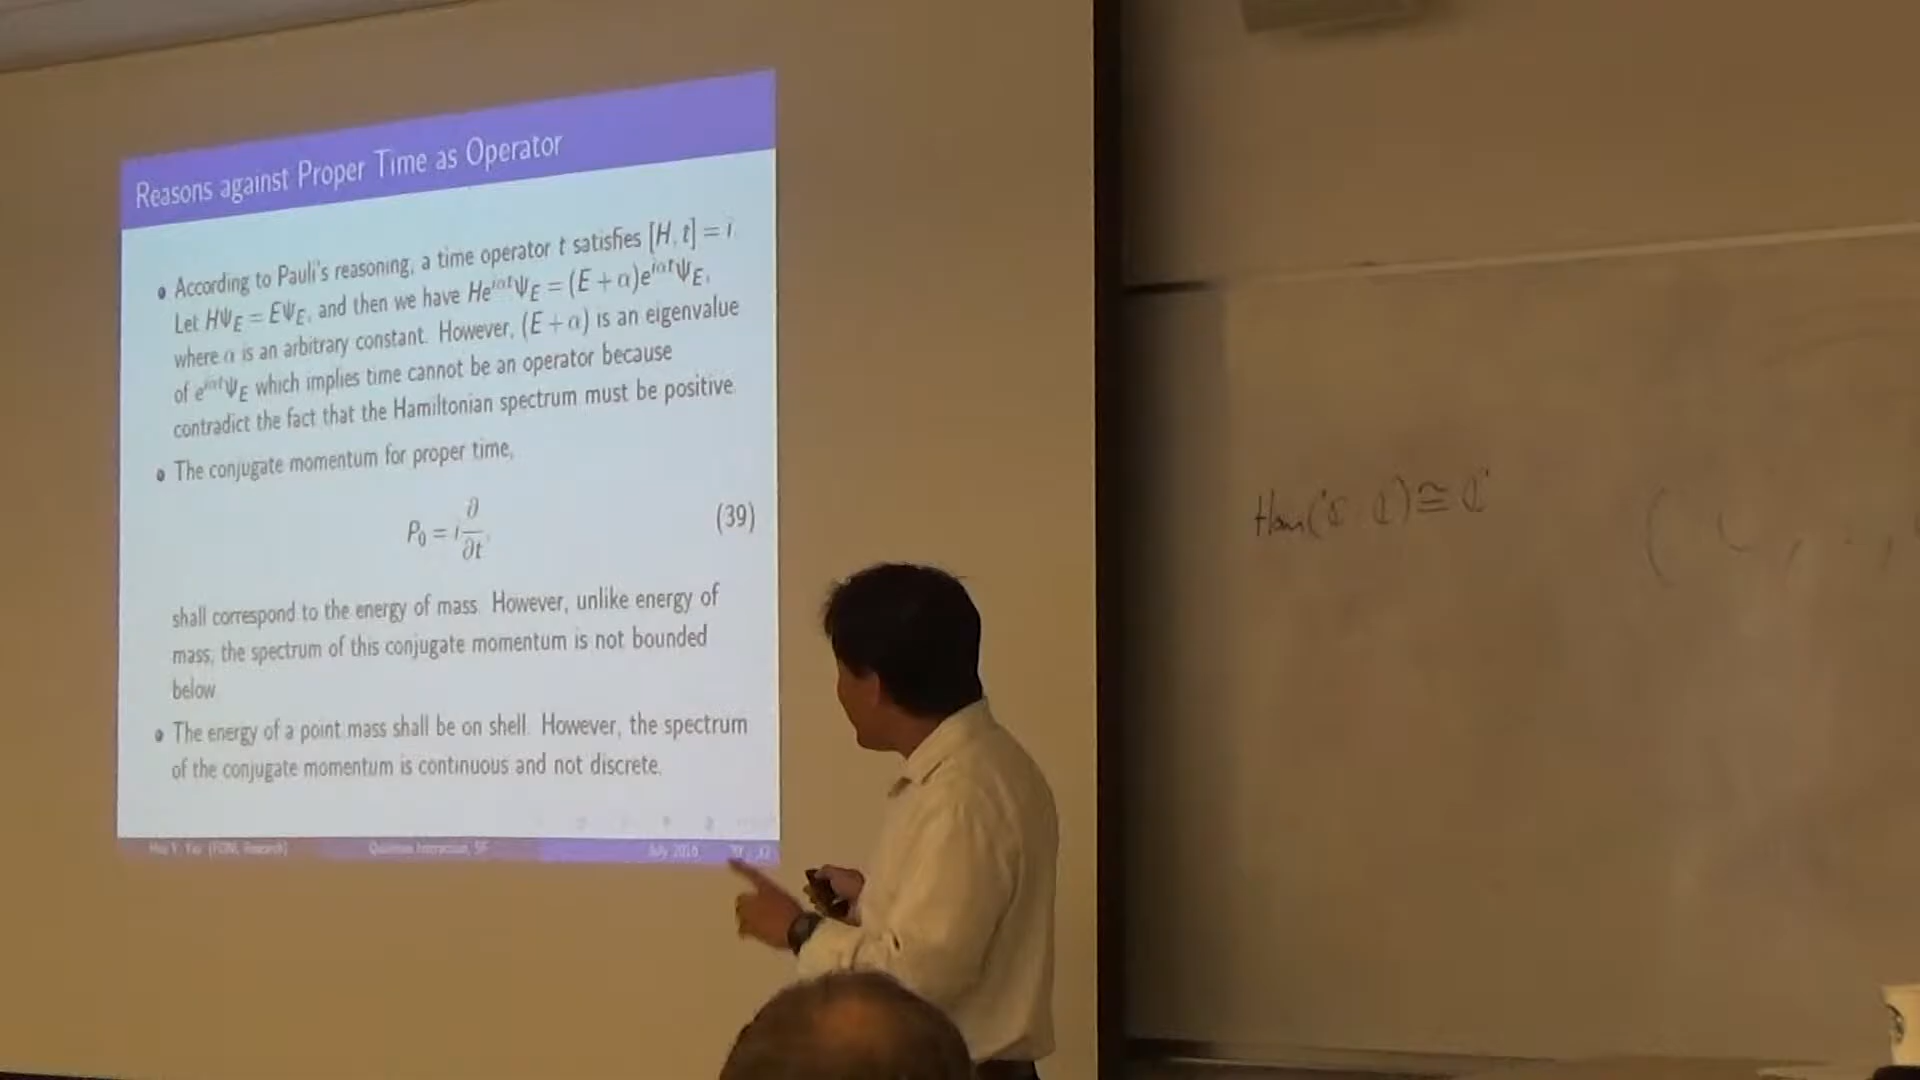 Reasons against Proper Time as Operator
• According to Pauli's reasoning, a time operator t satisfies [H, t] = i.
Let HΨ_E = EΨ_E, and then we have He^{iαt}Ψ_E = (E + α)e^{iαt}Ψ_E,
where α is an arbitrary constant. However, (E + α) is an eigenvalue
of e^{iαt}Ψ_E which implies time cannot be an operator because
contradict the fact that the Hamiltonian spectrum must be positive.
• The conjugate momentum for proper time,
P₀ = i ∂/∂t, (39)
shall correspond to the energy of mass. However, unlike energy of
mass, the spectrum of this conjugate momentum is not bounded
below.
• The energy of a point mass shall be on shell. However, the spectrum
of the conjugate momentum is continuous and not discrete.
Quantum Interaction, SF July 2016